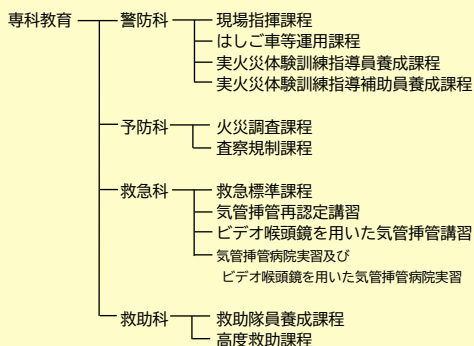 専科教育
警防科
現場指揮課程
はしご車等運用課程
実火災体験訓練指導員養成課程
実火災体験訓練指導補助員養成課程
予防科
火災調査課程
査察規制課程
救急科
救急標準課程
気管挿管再認定講習
ビデオ喉頭鏡を用いた気管挿管講習
気管挿管病院実習及び
ビデオ喉頭鏡を用いた気管挿管病院実習
救助科
救助隊員養成課程
高度救助課程